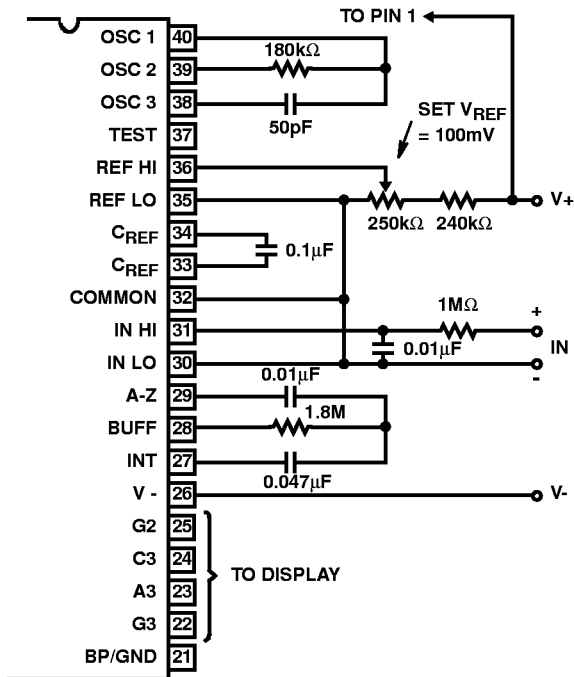 TO PIN 1
OSC 1 40
180kΩ
OSC 2 39
OSC 3 38
50pF
TEST 37
SET VREF
= 100mV
REF HI 36
REF LO 35
V+
250kΩ 240kΩ
CREF 34
0.1µF
CREF 33
COMMON 32
1MΩ
+
IN HI 31
IN
0.01µF
IN LO 30
-
0.01µF
A-Z 29
1.8M
BUFF 28
INT 27
0.047µF
V - 26
V-
G2 25
C3 24
TO DISPLAY
A3 23
G3 22
BP/GND 21